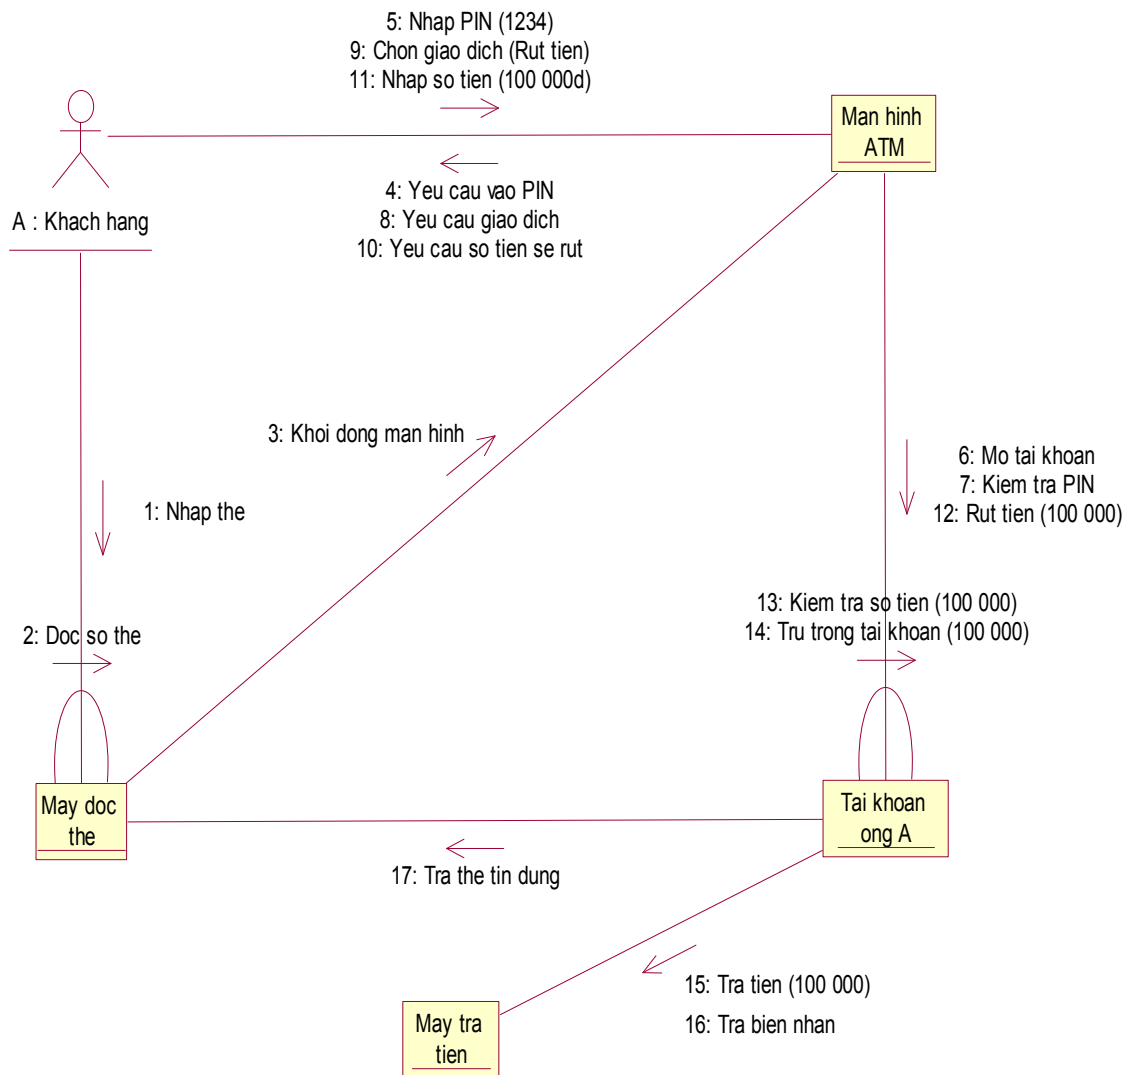 5: Nhap PIN (1234)
9: Chon giao dich (Rut tien)
11: Nhap so tien (100 000d)
Man hinh
ATM
4: Yeu cau vao PIN
8: Yeu cau giao dich
10: Yeu cau so tien se rut
A : Khach hang
3: Khoi dong man hinh
6: Mo tai khoan
7: Kiem tra PIN
12: Rut tien (100 000)
1: Nhap the
13: Kiem tra so tien (100 000)
14: Tru trong tai khoan (100 000)
2: Doc so the
May doc
the
Tai khoan
ong A
17: Tra the tin dung
15: Tra tien (100 000)
16: Tra bien nhan
May tra
tien